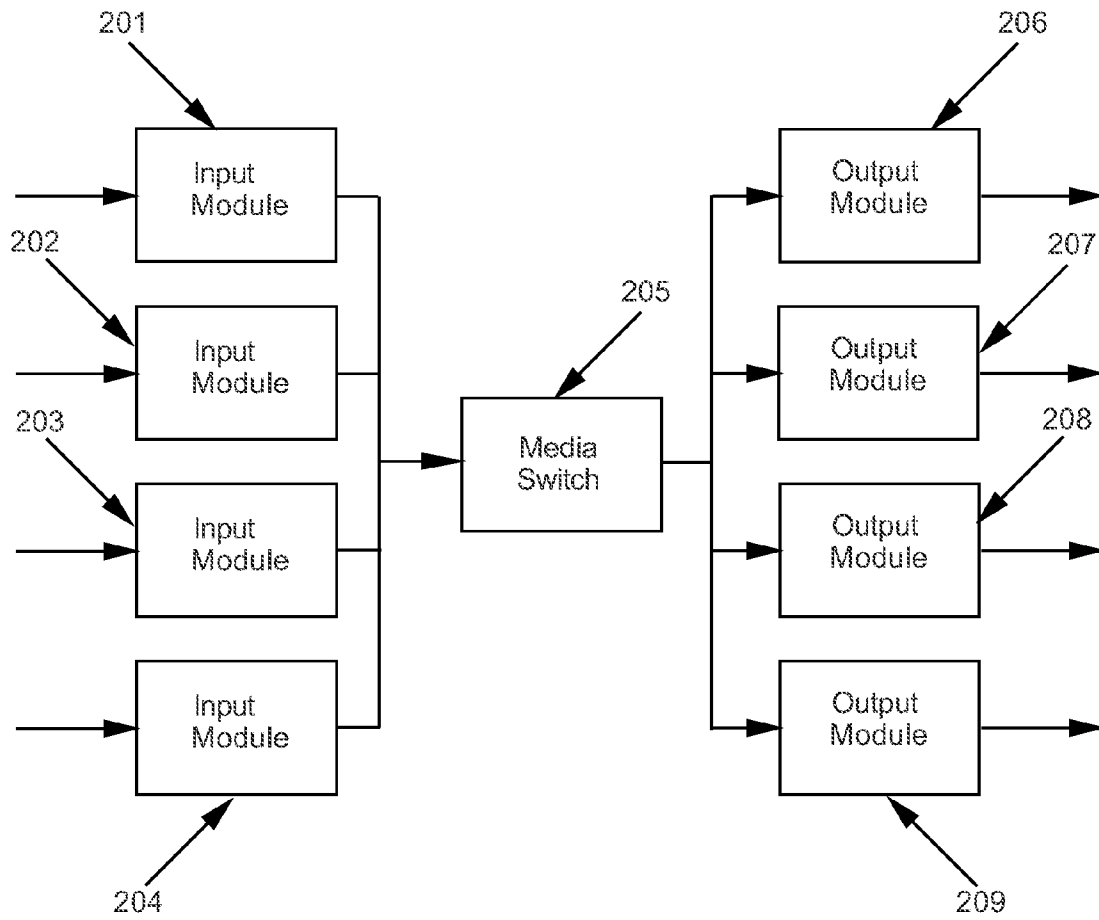 201
206
Input
Module
Output
Module
202
207
205
Input
Module
Output
Module
203
208
Media
Switch
Input
Module
Output
Module
Input
Module
Output
Module
204
209